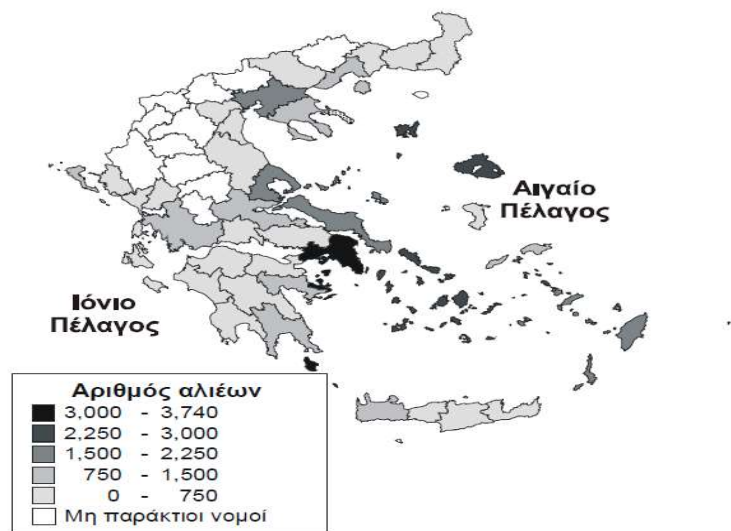 Αιγαίο
Πέλαγος
Ιόνιο
Πέλαγος
Αριθμός αλιέων
3,000 - 3,740
2,250 - 3,000
1,500 - 2,250
750 - 1,500
0 - 750
Μη παράκτιοι νομοί